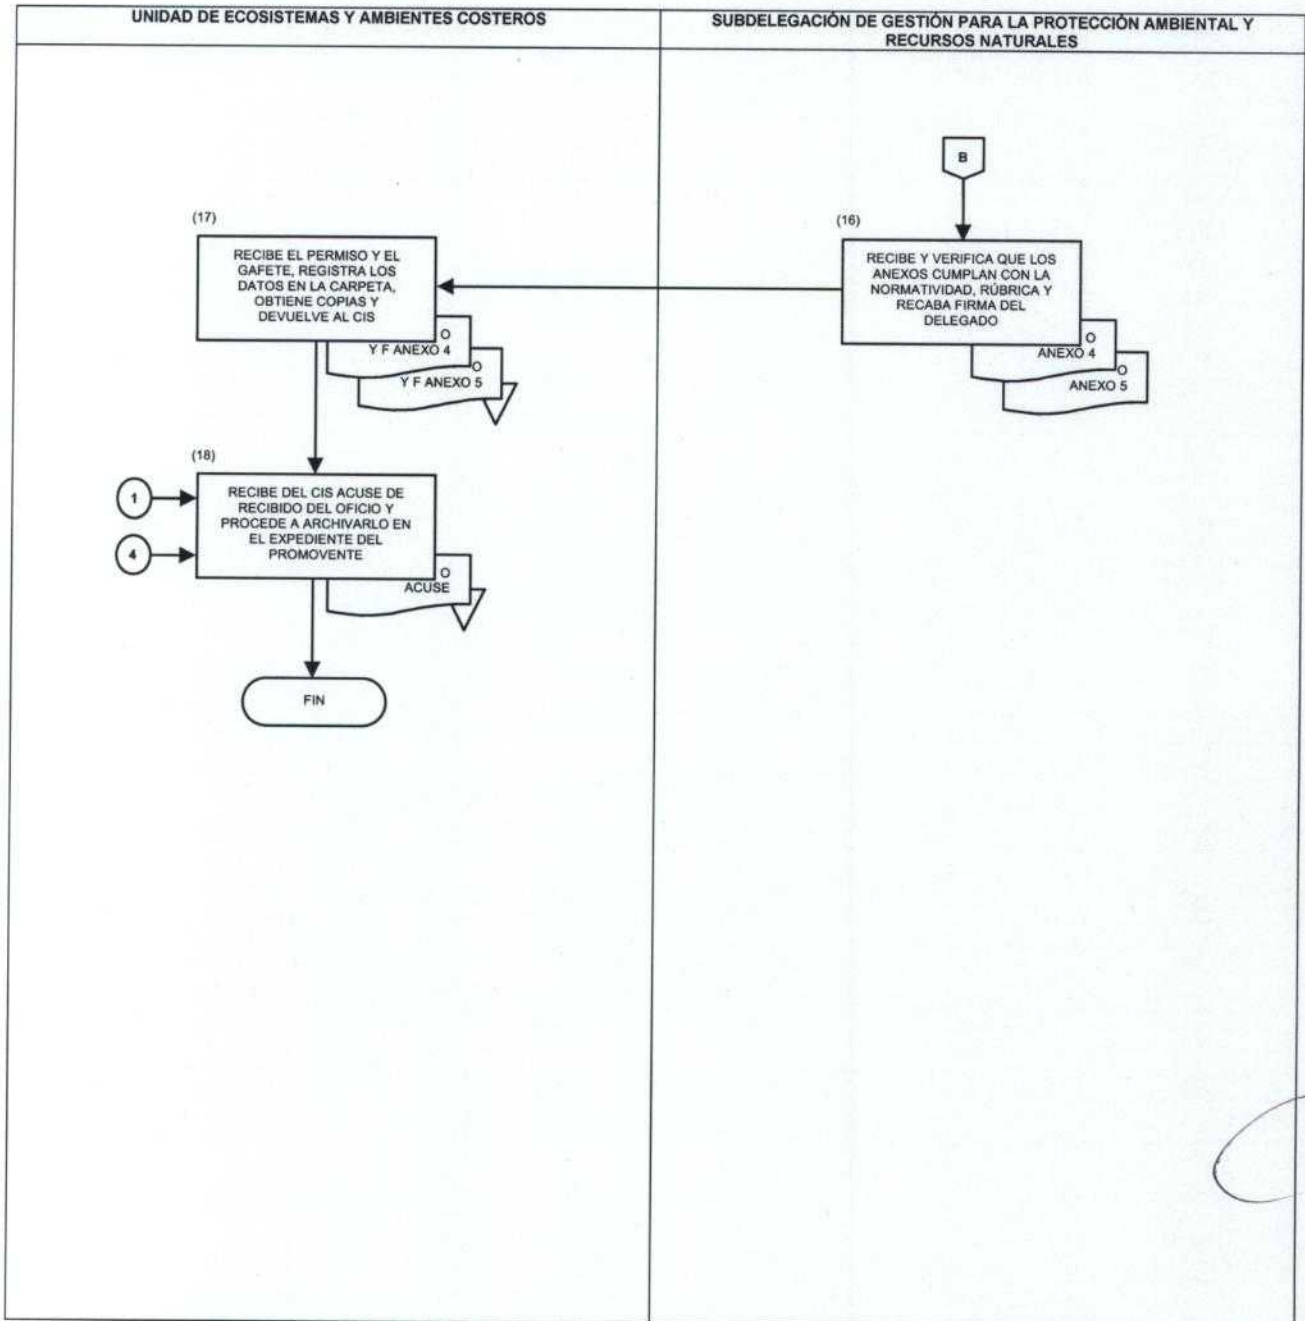 UNIDAD DE ECOSISTEMAS Y AMBIENTES COSTEROS
SUBDELEGACIÓN DE GESTIÓN PARA LA PROTECCIÓN AMBIENTAL Y
RECURSOS NATURALES
B
(16)
RECIBE Y VERIFICA QUE LOS
ANEXOS CUMPLAN CON LA
NORMATIVIDAD, RÚBRICA Y
RECABA FIRMA DEL
DELEGADO
O
ANEXO 4
O
ANEXO 5
(17)
RECIBE EL PERMISO Y EL
GAFETE, REGISTRA LOS
DATOS EN LA CARPETA,
OBTIENE COPIAS Y
DEVUELVE AL CIS
O
Y F ANEXO 4
O
Y F ANEXO 5
(18)
1
4
RECIBE DEL CIS ACUSE DE
RECIBIDO DEL OFICIO Y
PROCEDE A ARCHIVARLO EN
EL EXPEDIENTE DEL
PROMOVENTE
O
ACUSE
FIN